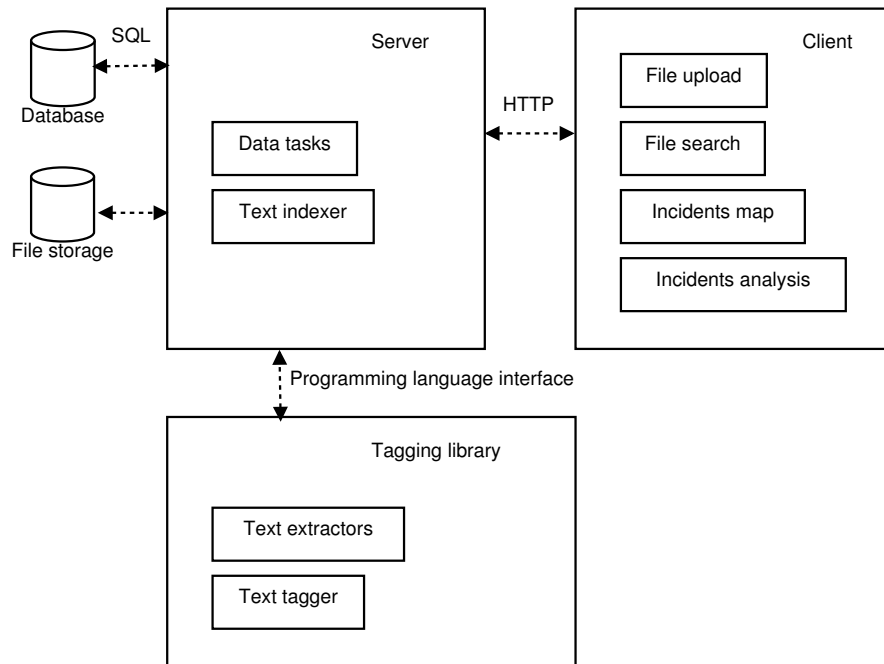 SQL
Database
File storage
Server
Data tasks
Text indexer
HTTP
Client
File upload
File search
Incidents map
Incidents analysis
Programming language interface
Tagging library
Text extractors
Text tagger